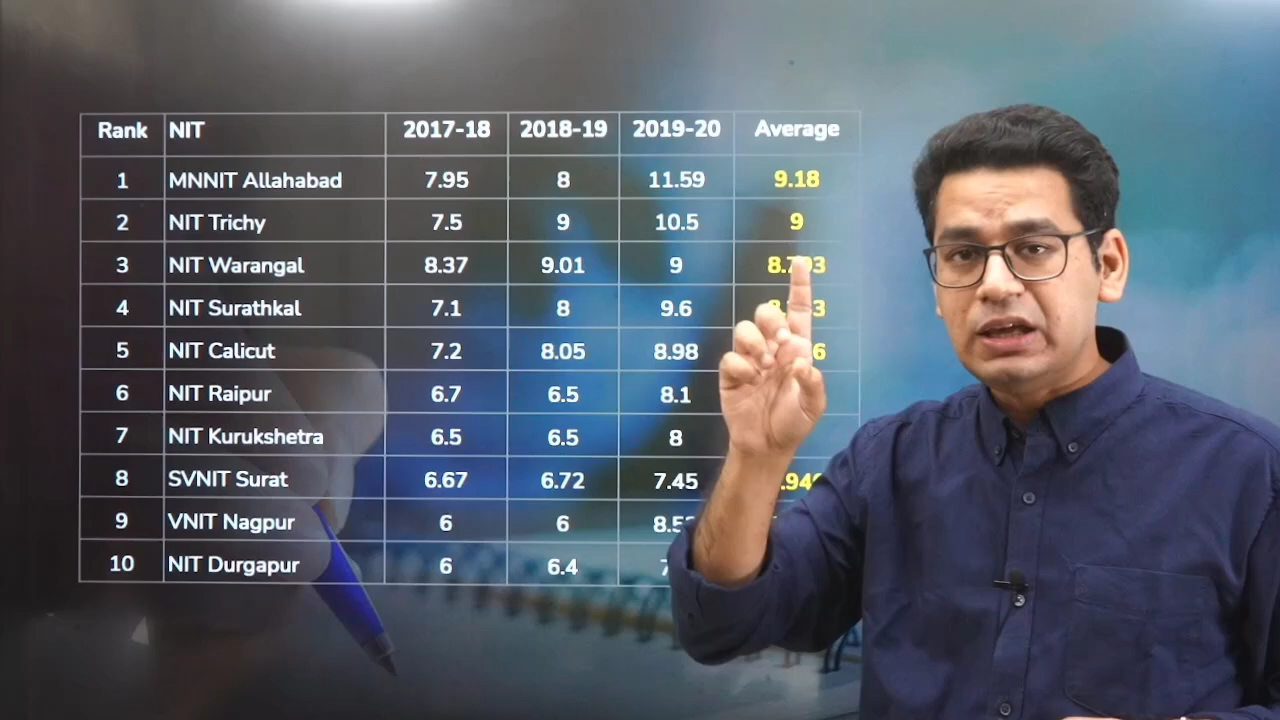 Rank NIT 2017-18 2018-19 2019-20 Average
1 MNNIT Allahabad 7.95 8 11.59 9.18
2 NIT Trichy 7.5 9 10.5 9
3 NIT Warangal 8.37 9.01 9
4 NIT Surathkal 7.1 8 9.6
5 NIT Calicut 7.2 8.05 8.98
6 NIT Raipur 6.7 6.5 8.1
7 NIT Kurukshetra 6.5 6.5 8
8 SVNIT Surat 6.67 6.72 7.45
9 VNIT Nagpur 6 6
10 NIT Durgapur 6 6.4